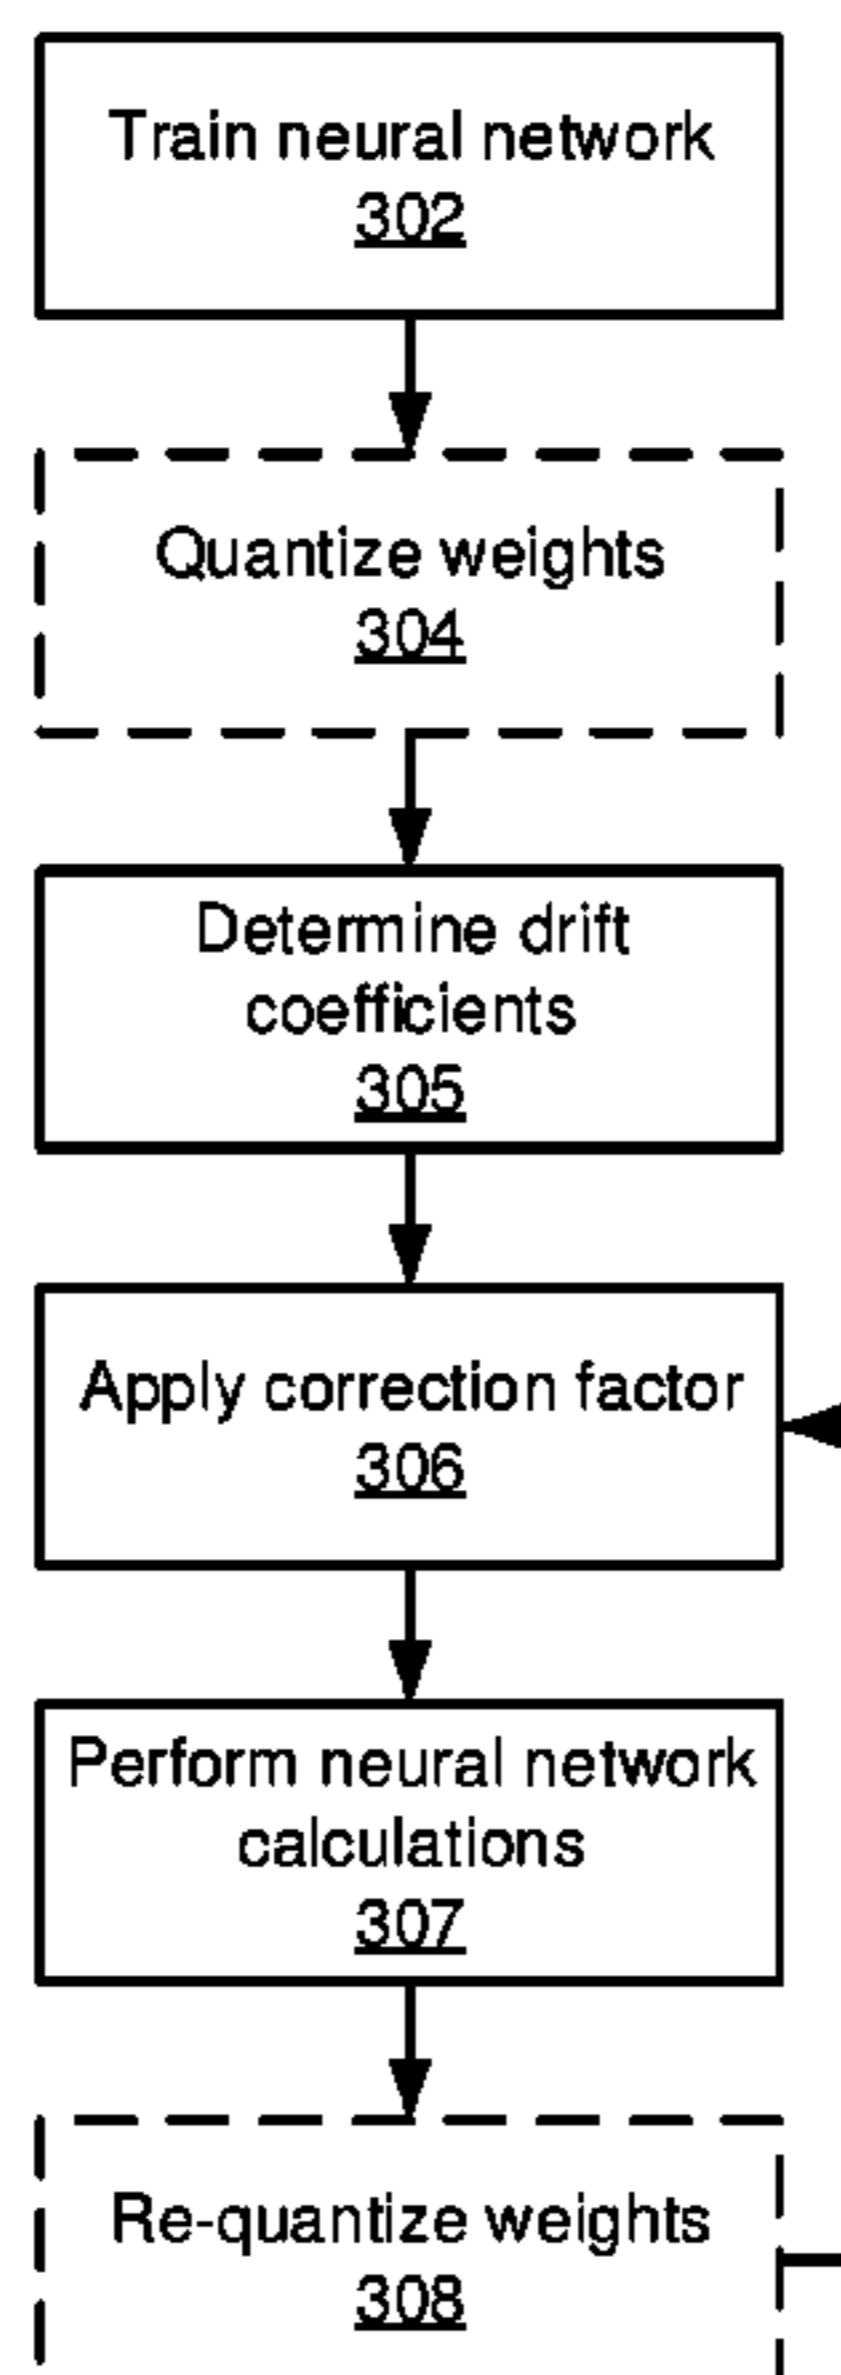 Train neural network
302
Quantize weights
304
Determine drift
coefficients
305
Apply correction factor
306
Perform neural network
calculations
307
Re-quantize weights
308